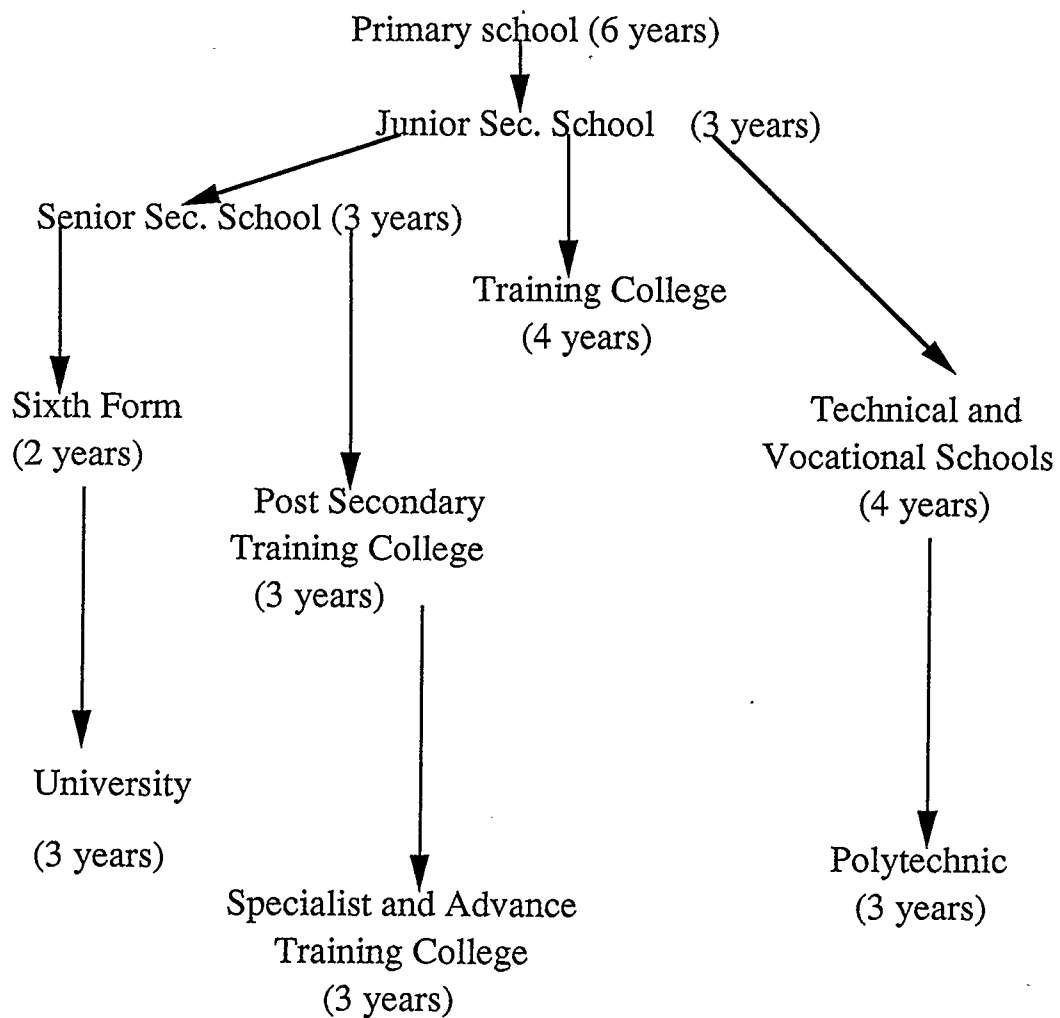 Primary school (6 years)
Junior Sec. School (3 years)
Senior Sec. School (3 years)
Training College
(4 years)
Sixth Form
(2 years)
Technical and
Vocational Schools
(4 years)
Post Secondary
Training College
(3 years)
University
(3 years)
Polytechnic
(3 years)
Specialist and Advance
Training College
(3 years)